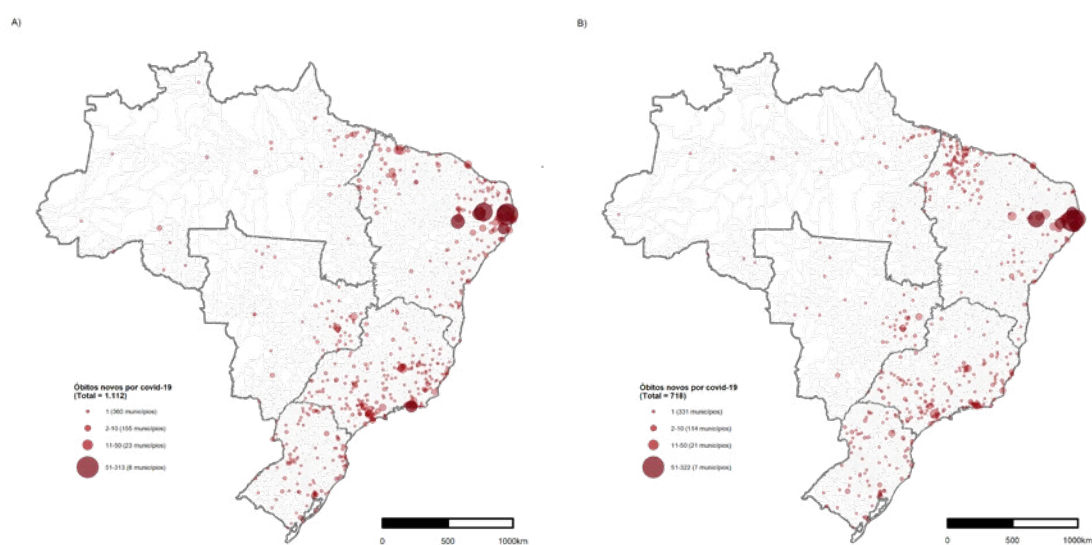 A)
B)
Óbitos novos por covid-19
(Total = 1.112)
1 (360 municípios)
2-10 (155 municípios)
11-50 (23 municípios)
51-313 (8 municípios)
0 500 1000km
Óbitos novos por covid-19
(Total = 718)
1 (331 municípios)
2-10 (114 municípios)
11-50 (21 municípios)
51-322 (7 municípios)
0 500 1000km